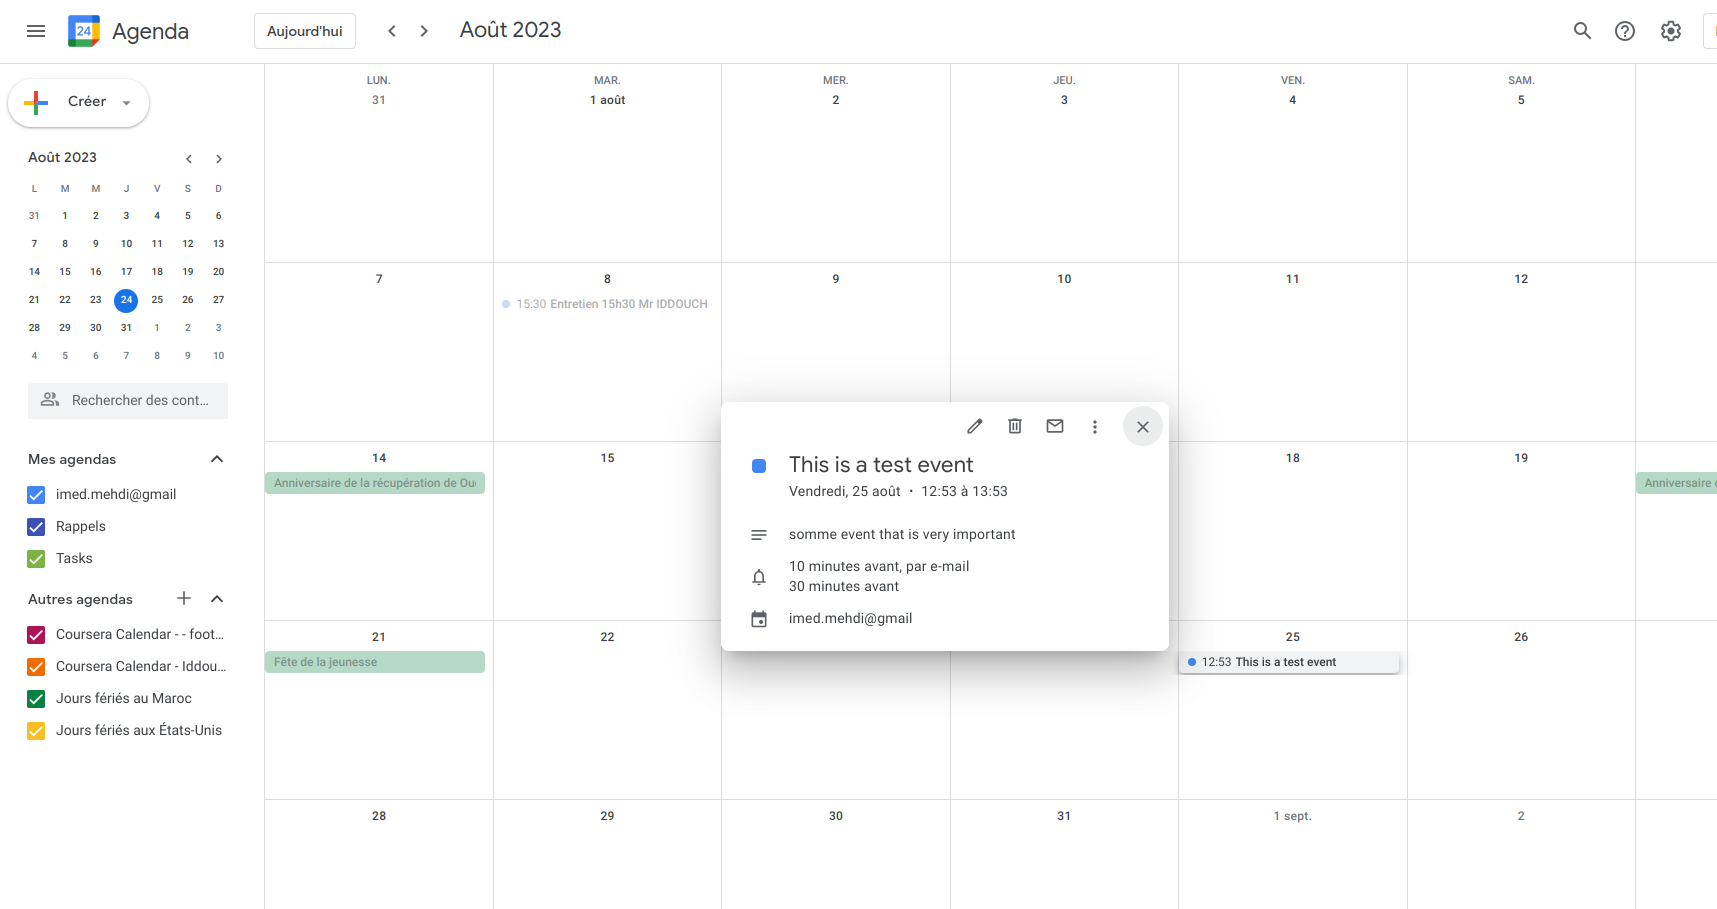 24 Agenda Aujourd'hui Août 2023
Créer
Août 2023
L M M J V S D
31 1 2 3 4 5 6
7 8 9 10 11 12 13
14 15 16 17 18 19 20
21 22 23 24 25 26 27
28 29 30 31 1 2 3
4 5 6 7 8 9 10
Rechercher des cont...
Mes agendas
imed.mehdi@gmail
Rappels
Tasks
Autres agendas
Coursera Calendar - - foot...
Coursera Calendar - Iddou...
Jours fériés au Maroc
Jours fériés aux États-Unis
LUN. MAR. MER. JEU. VEN. SAM.
31 1 août 2 3 4 5
7 8 9 10 11 12
15:30 Entretien 15h30 Mr IDDOUCH
14 15 18 19
Anniversaire de la récupération de Oue
Anniversaire
This is a test event
Vendredi, 25 août · 12:53 à 13:53
somme event that is very important
10 minutes avant, par e-mail
30 minutes avant
imed.mehdi@gmail
21 22 25 26
Fête de la jeunesse
12:53 This is a test event
28 29 30 31 1 sept. 2